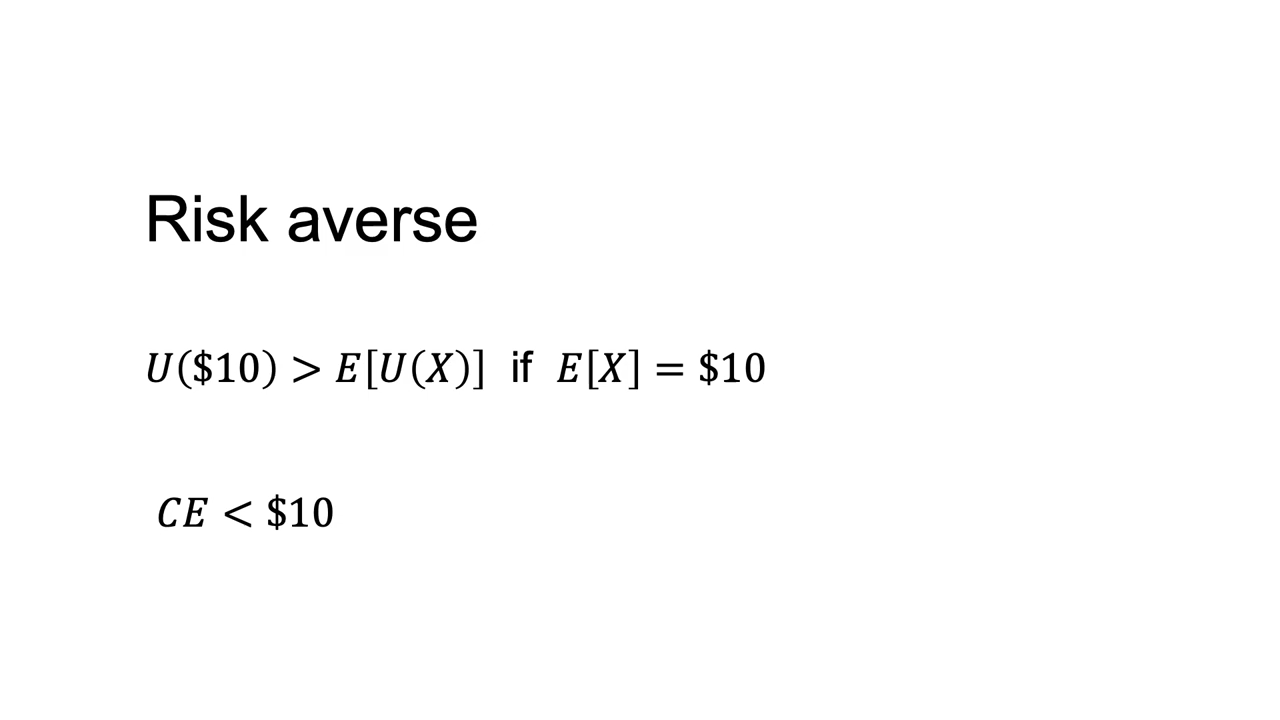 Risk averse
U($10) > E[U(X)] if E[X] = $10
CE < $10